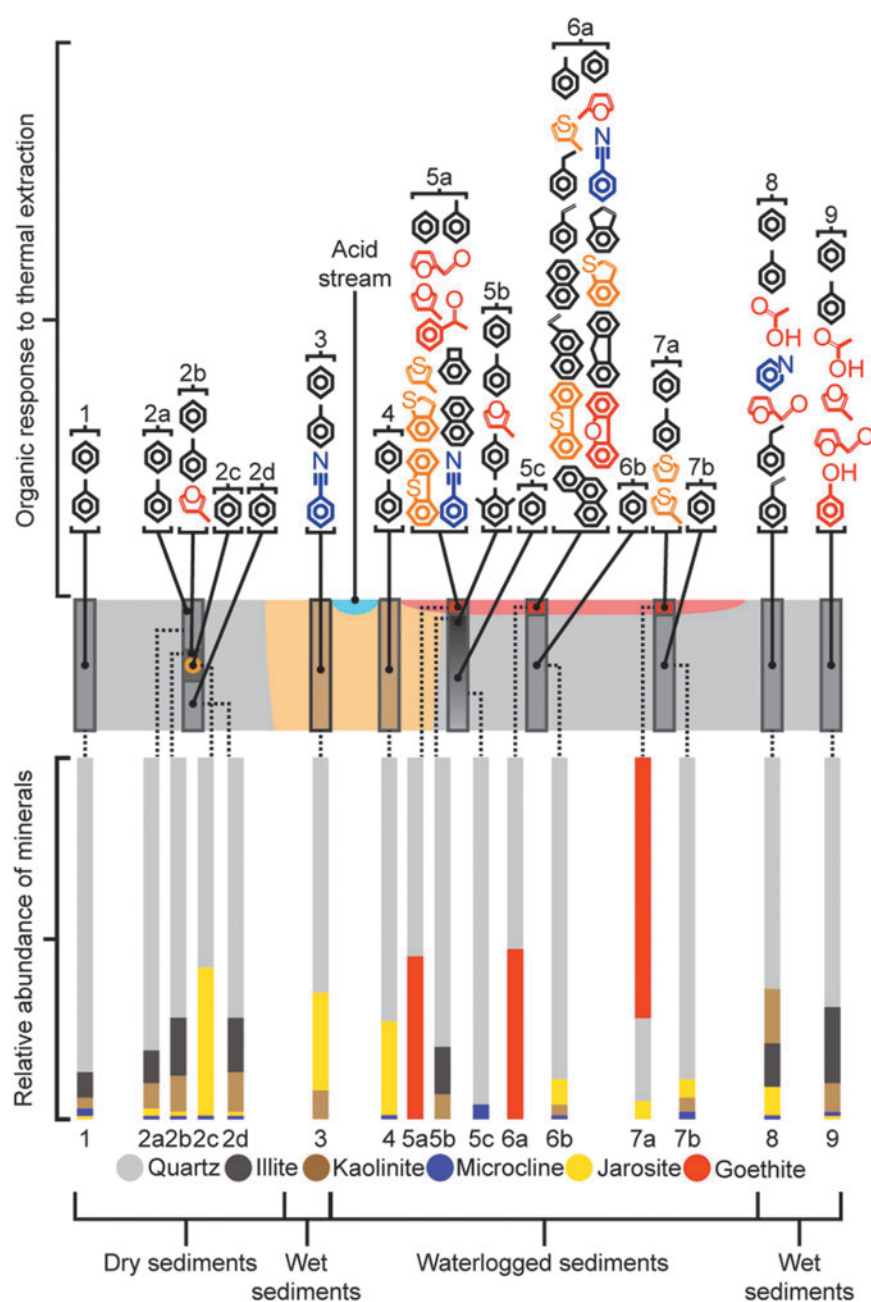 Organic response to thermal extraction
6a
5a
8
9
Acid
stream
5b
3
7a
2b
1
2a
4
2c
2d
5c
6b
7b
S
O
N
O
O
O
S
S
S
N
O
S
N
S
S
O
N
S
S
O
OH
N
O
O
O
OH
O
O
O
OH
Relative abundance of minerals
1
2a
2b
2c
2d
3
4
5a
5b
5c
6a
6b
7a
7b
8
9
Quartz
Illite
Kaolinite
Microcline
Jarosite
Goethite
Dry sediments
Wet
sediments
Waterlogged sediments
Wet
sediments